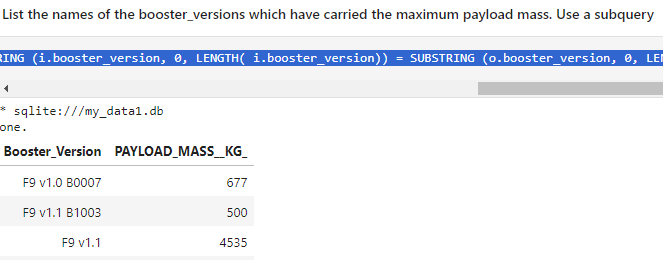 List the names of the booster_versions which have carried the maximum payload mass. Use a subquery
RING (i.booster_version, 0, LENGTH( i.booster_version)) = SUBSTRING (o.booster_version, 0, LEN
* sqlite:///my_data1.db
one.
Booster_Version PAYLOAD_MASS__KG_
F9 v1.0 B0007 677
F9 v1.1 B1003 500
F9 v1.1 4535